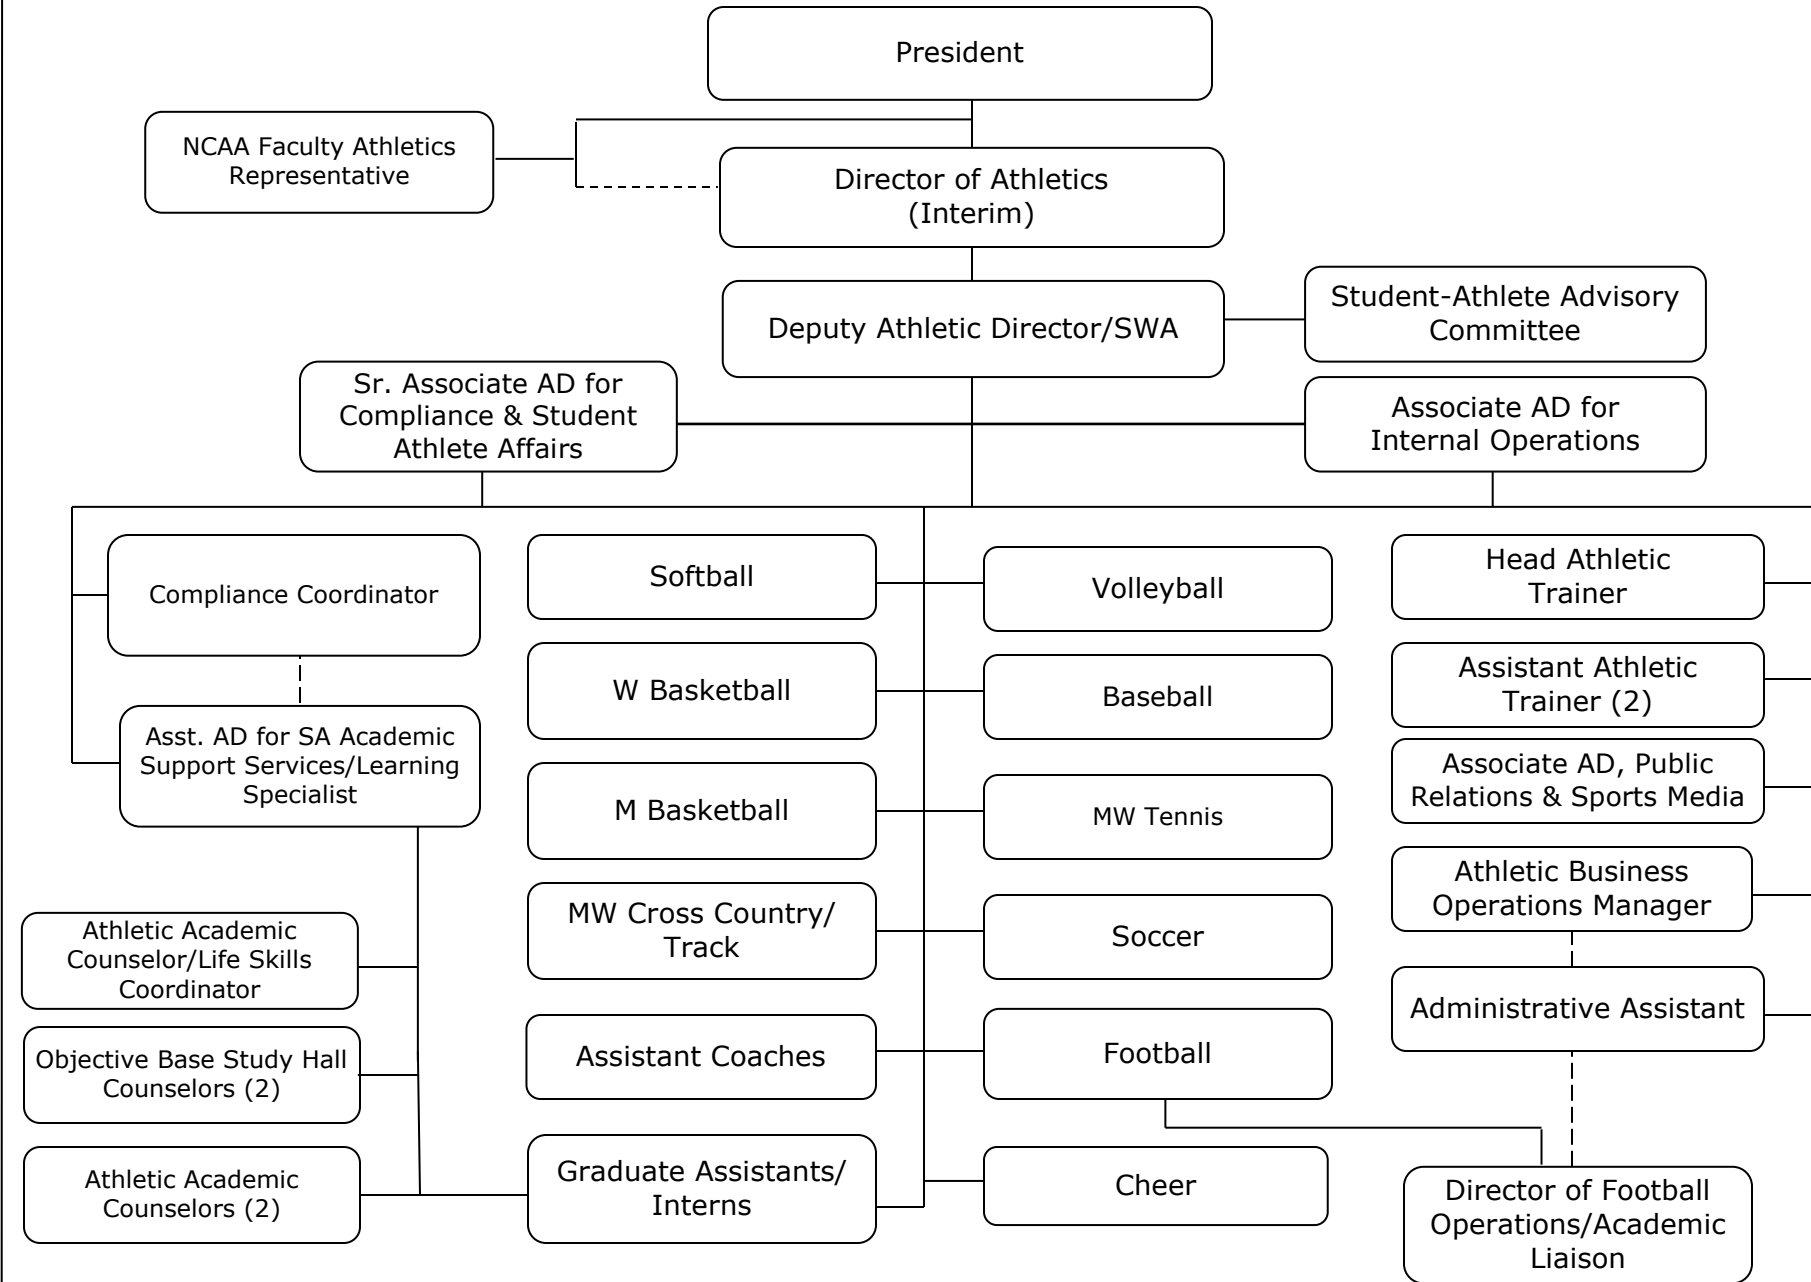 President
NCAA Faculty Athletics
Representative
Director of Athletics
(Interim)
Deputy Athletic Director/SWA
Student-Athlete Advisory
Committee
Sr. Associate AD for
Compliance & Student
Athlete Affairs
Associate AD for
Internal Operations
Compliance Coordinator
Asst. AD for SA Academic
Support Services/Learning
Specialist
Athletic Academic
Counselor/Life Skills
Coordinator
Objective Base Study Hall
Counselors (2)
Athletic Academic
Counselors (2)
Softball
W Basketball
M Basketball
MW Cross Country/
Track
Assistant Coaches
Graduate Assistants/
Interns
Volleyball
Baseball
MW Tennis
Soccer
Football
Cheer
Head Athletic
Trainer
Assistant Athletic
Trainer (2)
Associate AD, Public
Relations & Sports Media
Athletic Business
Operations Manager
Administrative Assistant
Director of Football
Operations/Academic
Liaison